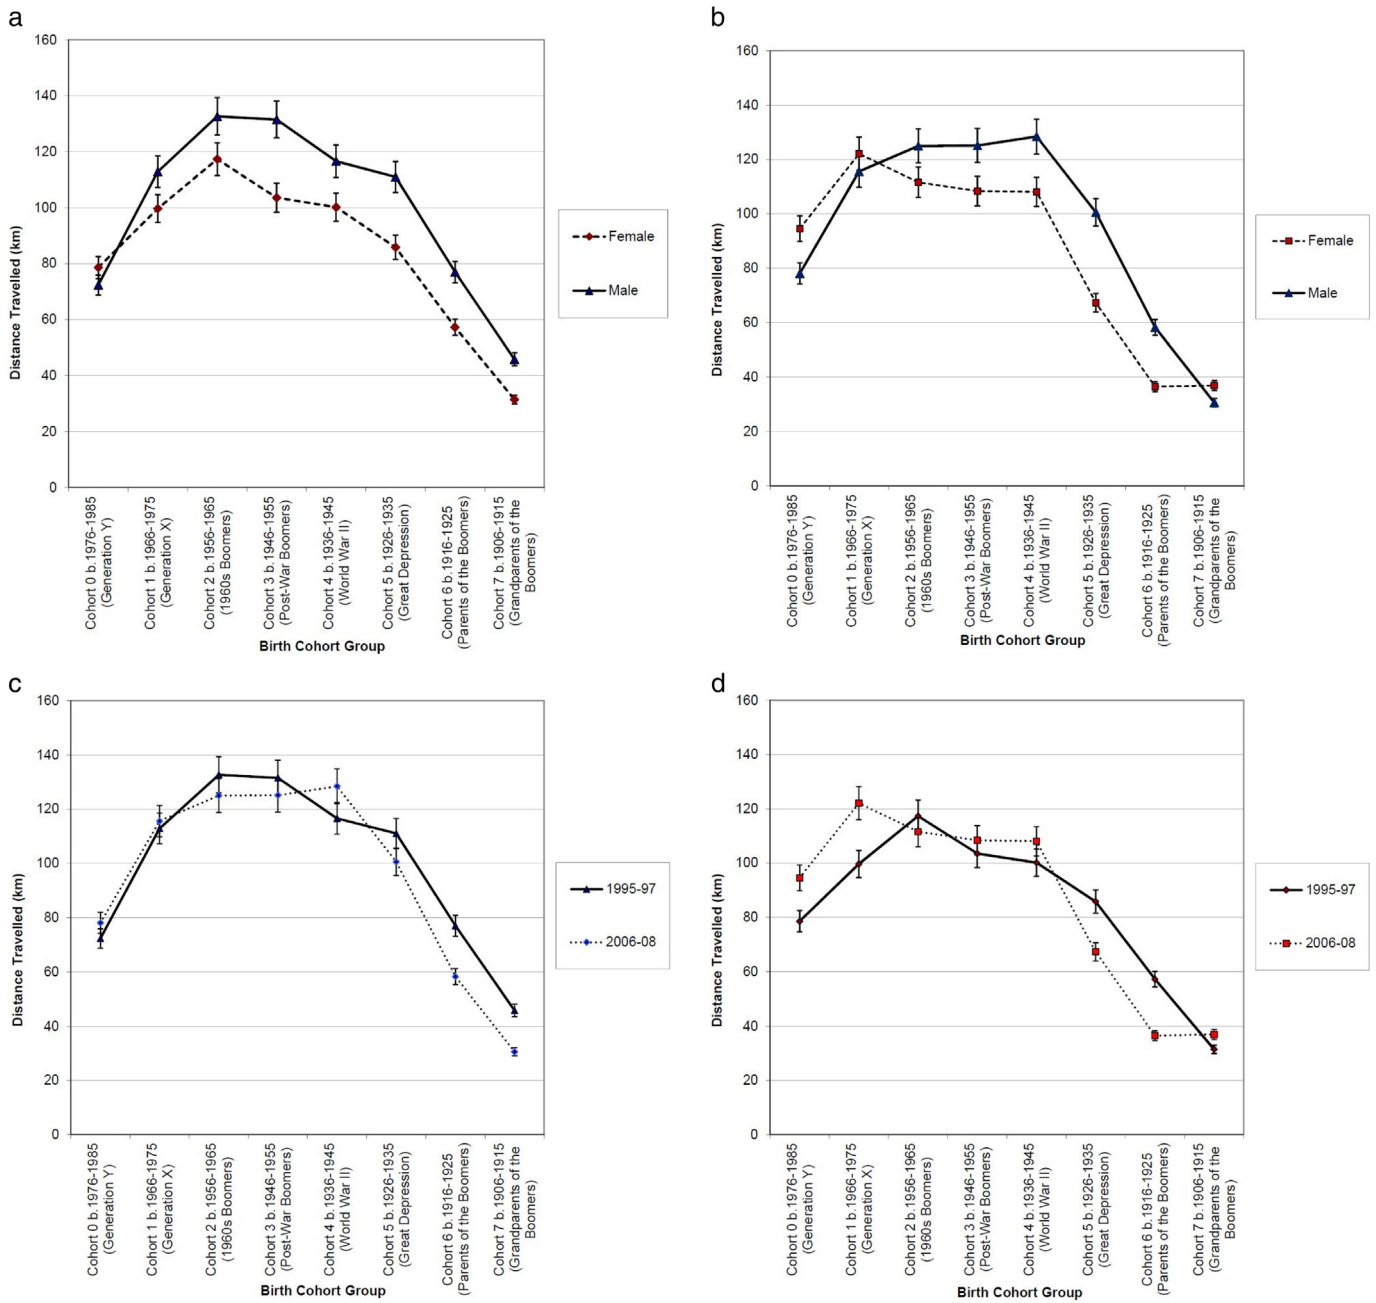 a
160
140
120
100
80
60
40
20
0
Distance Travelled (km)
Cohort 0 b.1976-1985
(Generation Y)
Cohort 1 b.1966-1975
(Generation X)
Cohort 2 b.1956-1965
(1960s Boomers)
Cohort 3 b.1946-1955
(Post-War Boomers)
Cohort 4 b.1936-1945
(World War II)
Cohort 5 b.1926-1935
(Great Depression)
Cohort 6 b.1916-1925
(Parents of the Boomers)
Cohort 7 b.1906-1915
(Grandparents of the
Boomers)
Birth Cohort Group
Female
Male
b
160
140
120
100
80
60
40
20
0
Distance Travelled (km)
Cohort 0 b.1976-1985
(Generation Y)
Cohort 1 b.1966-1975
(Generation X)
Cohort 2 b.1956-1965
(1960s Boomers)
Cohort 3 b.1946-1955
(Post-War Boomers)
Cohort 4 b.1936-1945
(World War II)
Cohort 5 b.1926-1935
(Great Depression)
Cohort 6 b.1916-1925
(Parents of the Boomers)
Cohort 7 b.1906-1915
(Grandparents of the
Boomers)
Birth Cohort Group
Female
Male
c
160
140
120
100
80
60
40
20
0
Distance Travelled (km)
Cohort 0 b.1976-1985
(Generation Y)
Cohort 1 b.1966-1975
(Generation X)
Cohort 2 b.1956-1965
(1960s Boomers)
Cohort 3 b.1946-1955
(Post-War Boomers)
Cohort 4 b.1936-1945
(World War II)
Cohort 5 b.1926-1935
(Great Depression)
Cohort 6 b.1916-1925
(Parents of the Boomers)
Cohort 7 b.1906-1915
(Grandparents of the
Boomers)
Birth Cohort Group
1995-97
2006-08
d
160
140
120
100
80
60
40
20
0
Distance Travelled (km)
Cohort 0 b.1976-1985
(Generation Y)
Cohort 1 b.1966-1975
(Generation X)
Cohort 2 b.1956-1965
(1960s Boomers)
Cohort 3 b.1946-1955
(Post-War Boomers)
Cohort 4 b.1936-1945
(World War II)
Cohort 5 b.1926-1935
(Great Depression)
Cohort 6 b.1916-1925
(Parents of the Boomers)
Cohort 7 b.1906-1915
(Grandparents of the
Boomers)
Birth Cohort Group
1995-97
2006-08